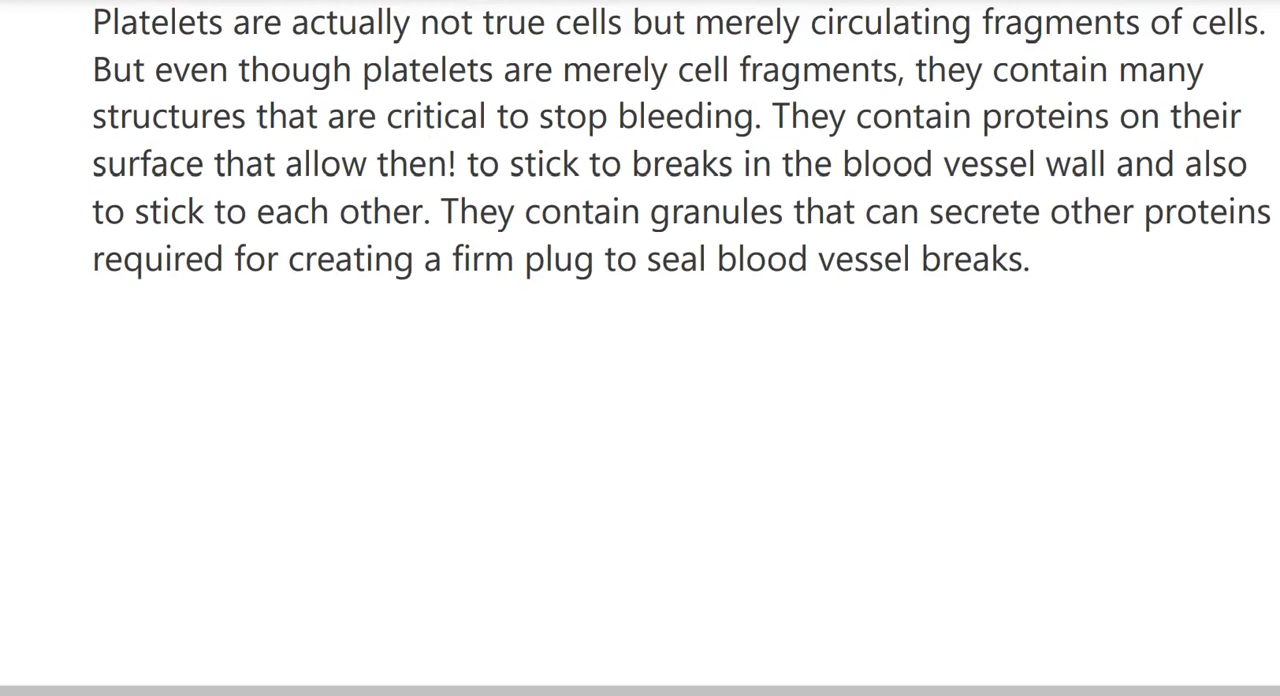 Platelets are actually not true cells but merely circulating fragments of cells.
But even though platelets are merely cell fragments, they contain many
structures that are critical to stop bleeding. They contain proteins on their
surface that allow then! to stick to breaks in the blood vessel wall and also
to stick to each other. They contain granules that can secrete other proteins
required for creating a firm plug to seal blood vessel breaks.